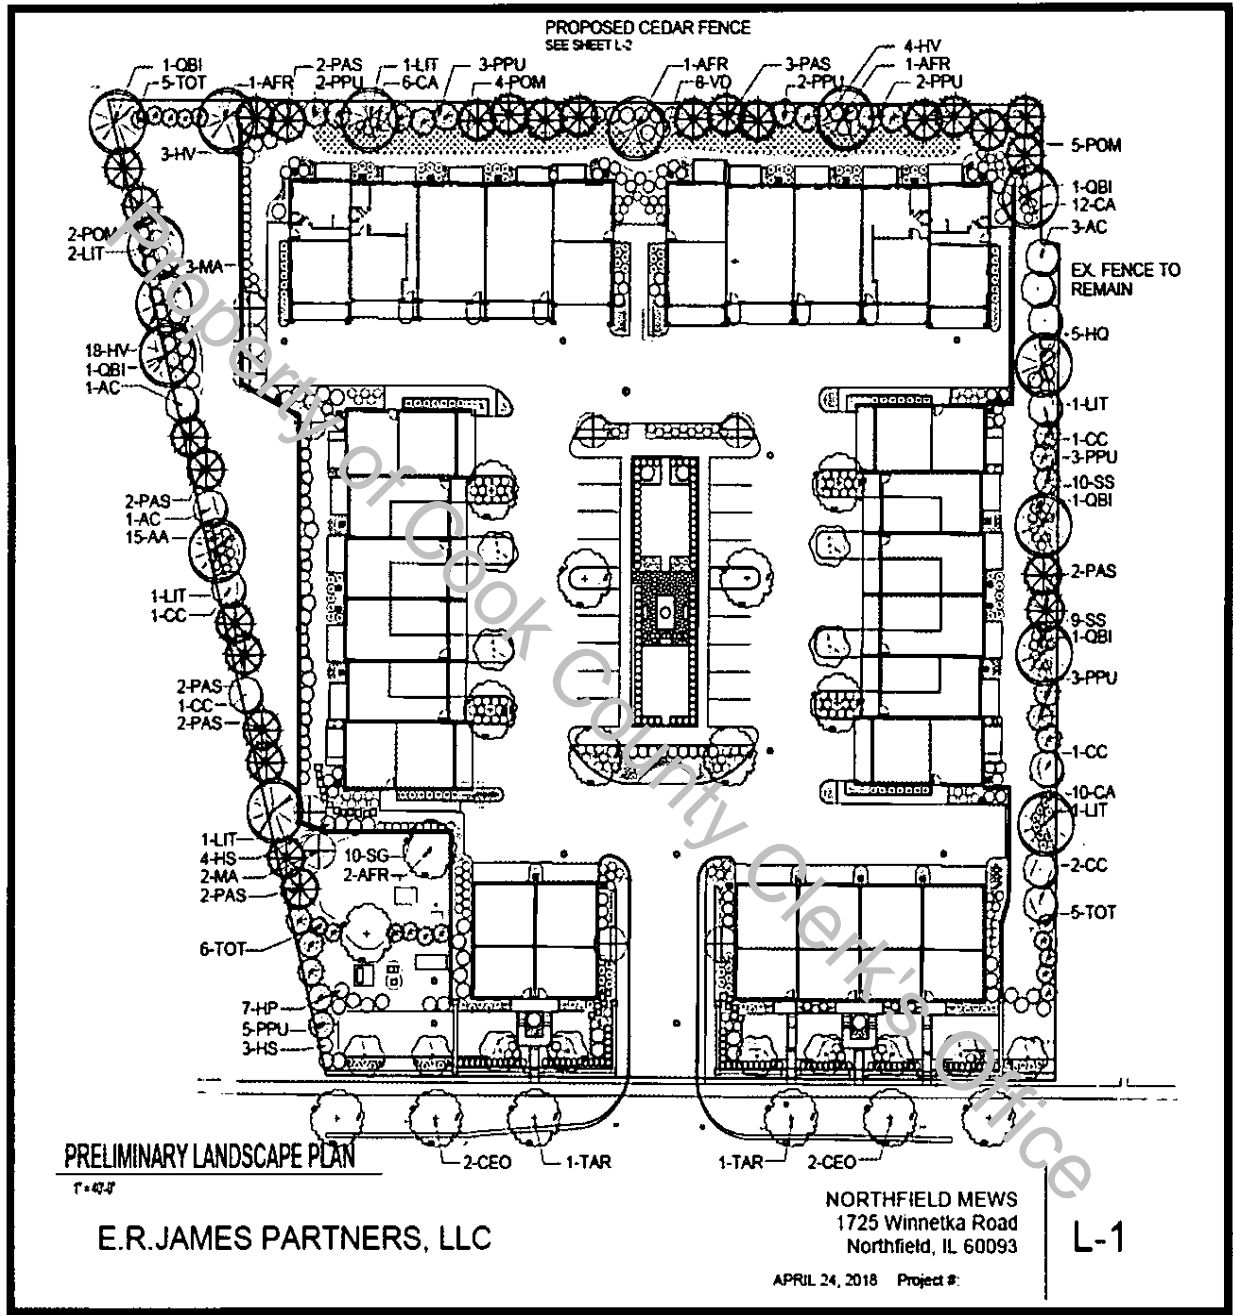 PROPOSED CEDAR FENCE
SEE SHEET L-2
1-QBI
5-TOT
1-AFR
2-PAS
2-PPU
1-LIT
6-CA
3-PPU
4-POM
1-AFR
8-VD
3-PAS
2-PPU
4-HV
1-AFR
2-PPU
3-HV
5-POM
1-QBI
12-CA
3-AC
2-POM
2-LIT
3-MA
EX. FENCE TO
REMAIN
5-HQ
18-HV
1-QBI
1-AC
1-LIT
1-CC
3-PPU
10-SS
1-QBI
2-PAS
1-AC
15-AA
2-PAS
1-LIT
1-CC
9-SS
1-QBI
3-PPU
2-PAS
1-CC
2-PAS
1-CC
10-CA
1-LIT
1-LIT
4-HS
2-MA
2-PAS
10-SG
2-AFR
2-CC
5-TOT
6-TOT
7-HP
5-PPU
3-HS
2-CEO
1-TAR
1-TAR
2-CEO
PRELIMINARY LANDSCAPE PLAN
1" = 40'-0"
E.R.JAMES PARTNERS, LLC
NORTHFIELD MEWS
1725 Winnetka Road
Northfield, IL 60093
L-1
APRIL 24, 2018 Project #:
Property of Cook County Clerk's Office